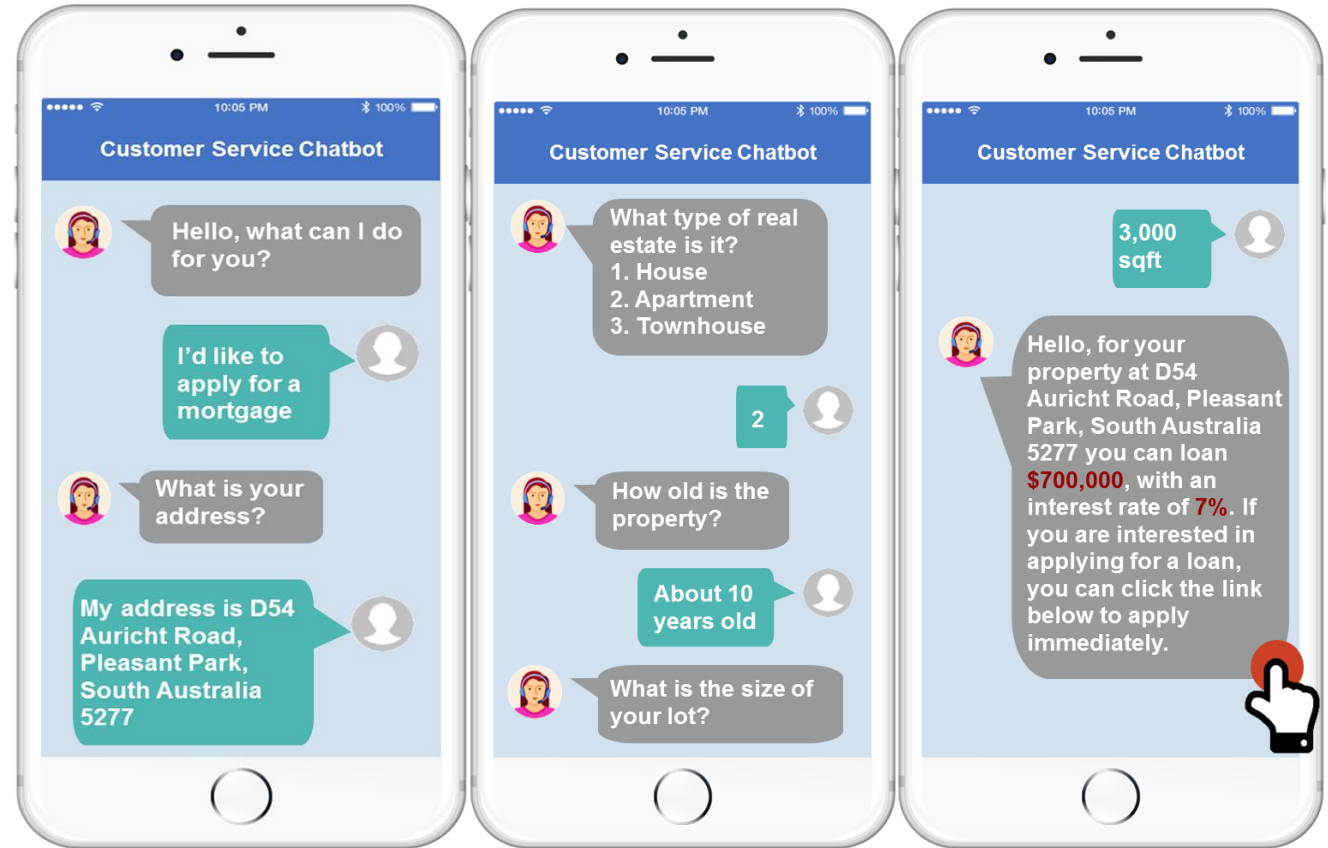 10:05 PM
100%
Customer Service Chatbot
Hello, what can I do
for you?
I'd like to
apply for a
mortgage
What is your
address?
My address is D54
Auricht Road,
Pleasant Park,
South Australia
5277
10:05 PM
100%
Customer Service Chatbot
What type of real
estate is it?
1. House
2. Apartment
3. Townhouse
2
How old is the
property?
About 10
years old
What is the size of
your lot?
10:05 PM
100%
Customer Service Chatbot
3,000
sqft
Hello, for your
property at D54
Auricht Road, Pleasant
Park, South Australia
5277 you can loan
$700,000, with an
interest rate of 7%. If
you are interested in
applying for a loan,
you can click the link
below to apply
immediately.